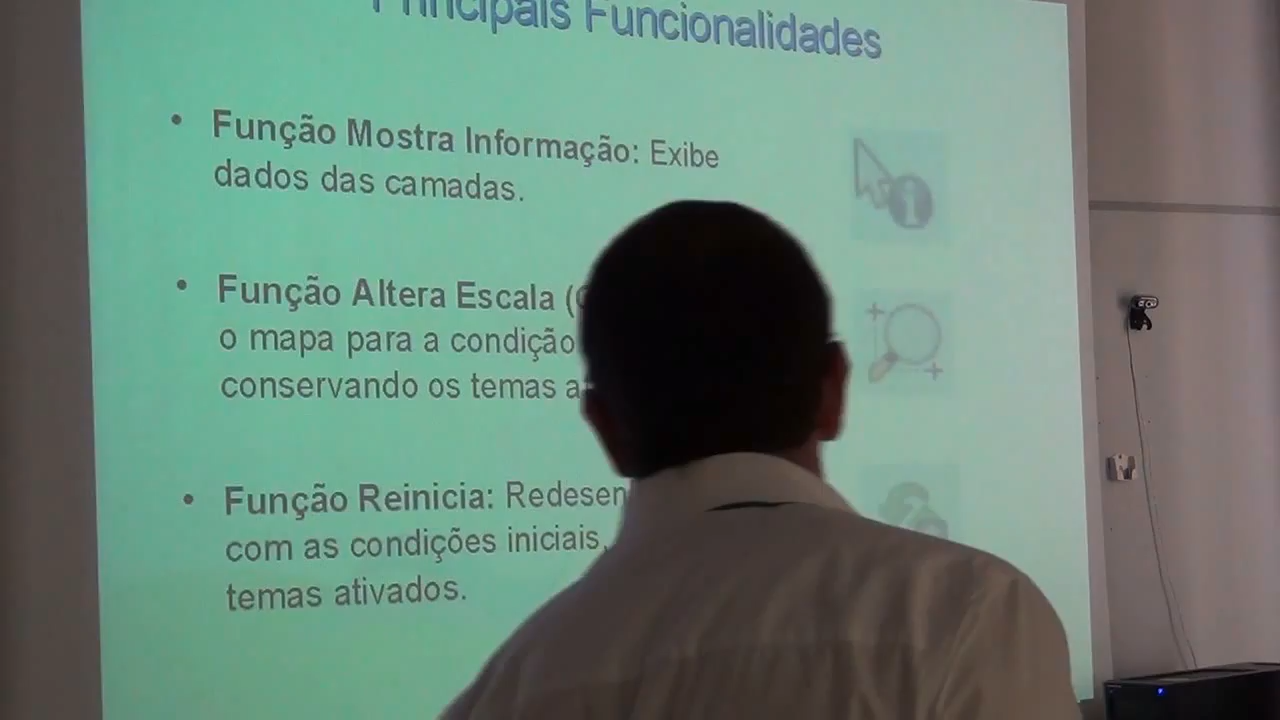 Principais Funcionalidades
• Função Mostra Informação: Exibe
dados das camadas.
• Função Altera Escala (
o mapa para a condição
conservando os temas
• Função Reinicia:
com as condições iniciais,
temas ativados.